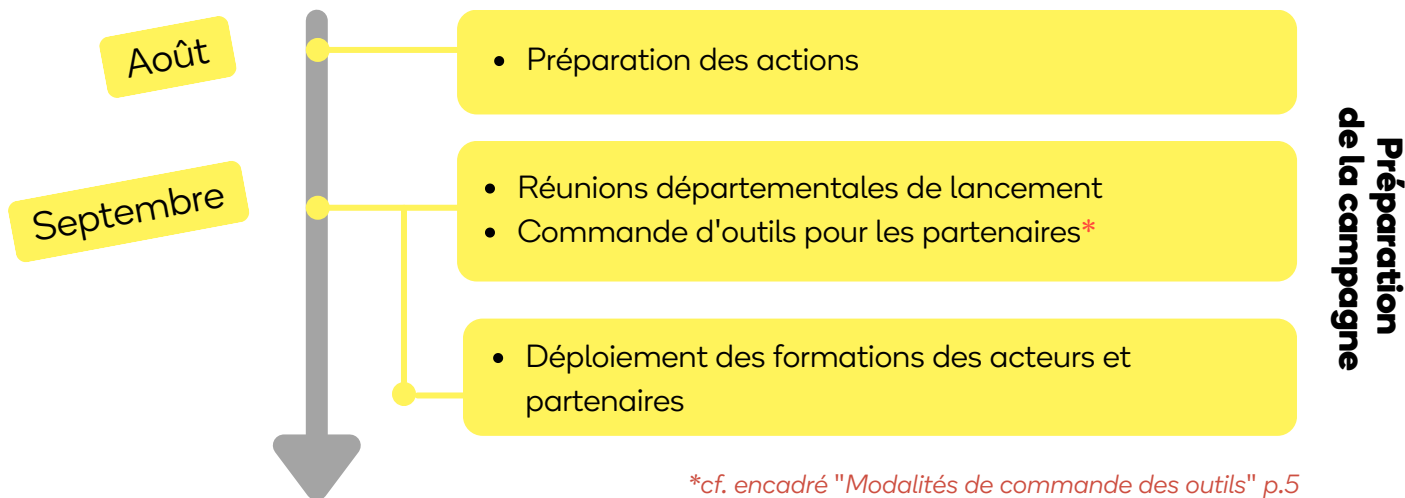 Août
• Préparation des actions
Septembre
• Réunions départementales de lancement
• Commande d'outils pour les partenaires*
• Déploiement des formations des acteurs et
partenaires
Préparation
de la campagne
*cf. encadré "Modalités de commande des outils" p.5